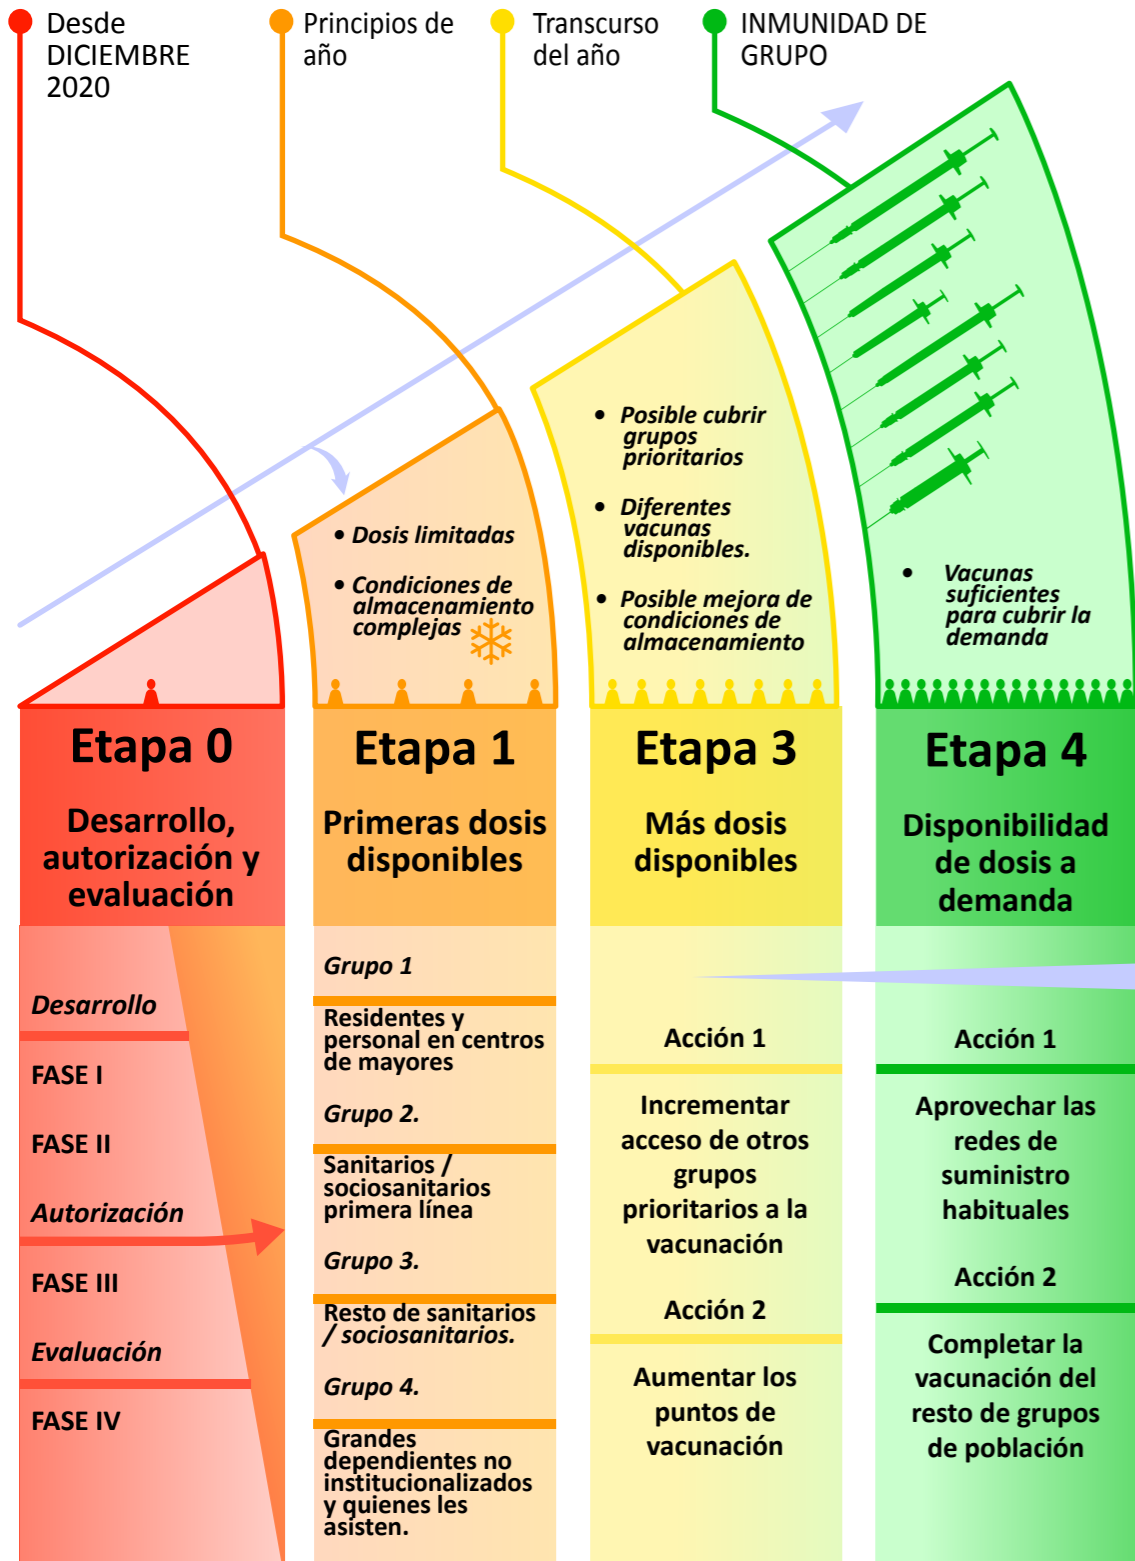 Desde
DICIEMBRE
2020
Principios de
año
Transcurso
del año
INMUNIDAD DE
GRUPO
• Dosis limitadas
• Condiciones de
almacenamiento
complejas
• Posible cubrir
grupos
prioritarios
• Diferentes
vacunas
disponibles.
• Posible mejora de
condiciones de
almacenamiento
• Vacunas
suficientes
para cubrir la
demanda
Etapa 0
Desarrollo,
autorización y
evaluación
Desarrollo
FASE I
FASE II
Autorización
FASE III
Evaluación
FASE IV
Etapa 1
Primeras dosis
disponibles
Grupo 1
Residentes y
personal en centros
de mayores
Grupo 2.
Sanitarios /
sociosanitarios
primera línea
Grupo 3.
Resto de sanitarios
/ sociosanitarios.
Grupo 4.
Grandes
dependientes no
institucionalizados
y quienes les
asisten.
Etapa 3
Más dosis
disponibles
Acción 1
Incrementar
acceso de otros
grupos
prioritarios a la
vacunación
Acción 2
Aumentar los
puntos de
vacunación
Etapa 4
Disponibilidad
de dosis a
demanda
Acción 1
Aprovechar las
redes de
suministro
habituales
Acción 2
Completar la
vacunación del
resto de grupos
de población